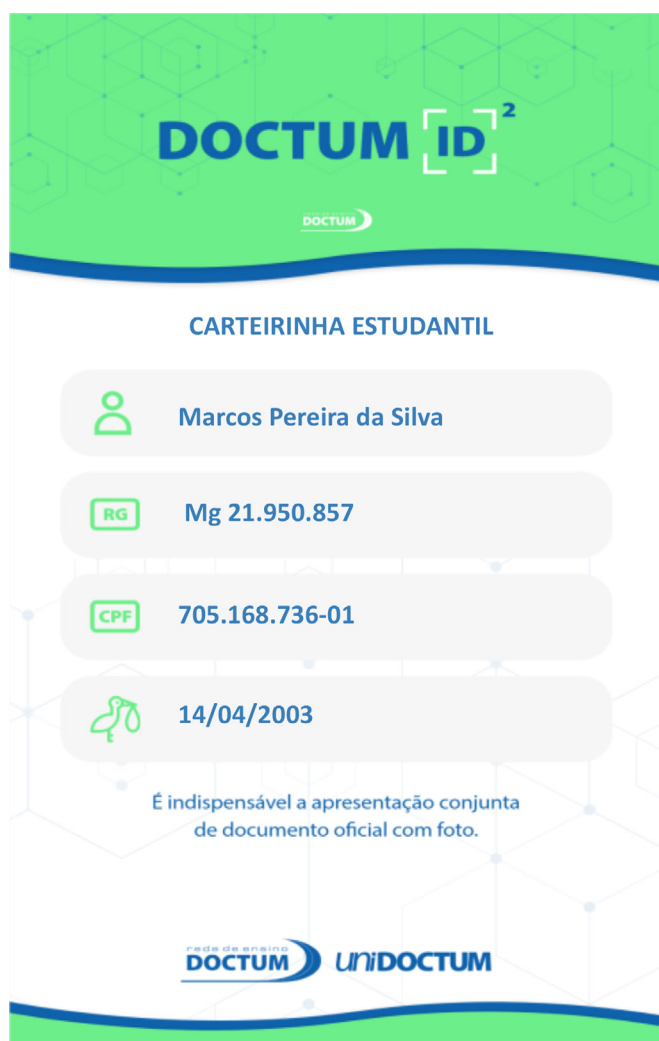 DOCTUM ID²
DOCTUM
CARTEIRINHA ESTUDANTIL
Marcos Pereira da Silva
RG
Mg 21.950.857
CPF
705.168.736-01
14/04/2003
É indispensável a apresentação conjunta
de documento oficial com foto.
rede de ensino
DOCTUM
uniDOCTUM